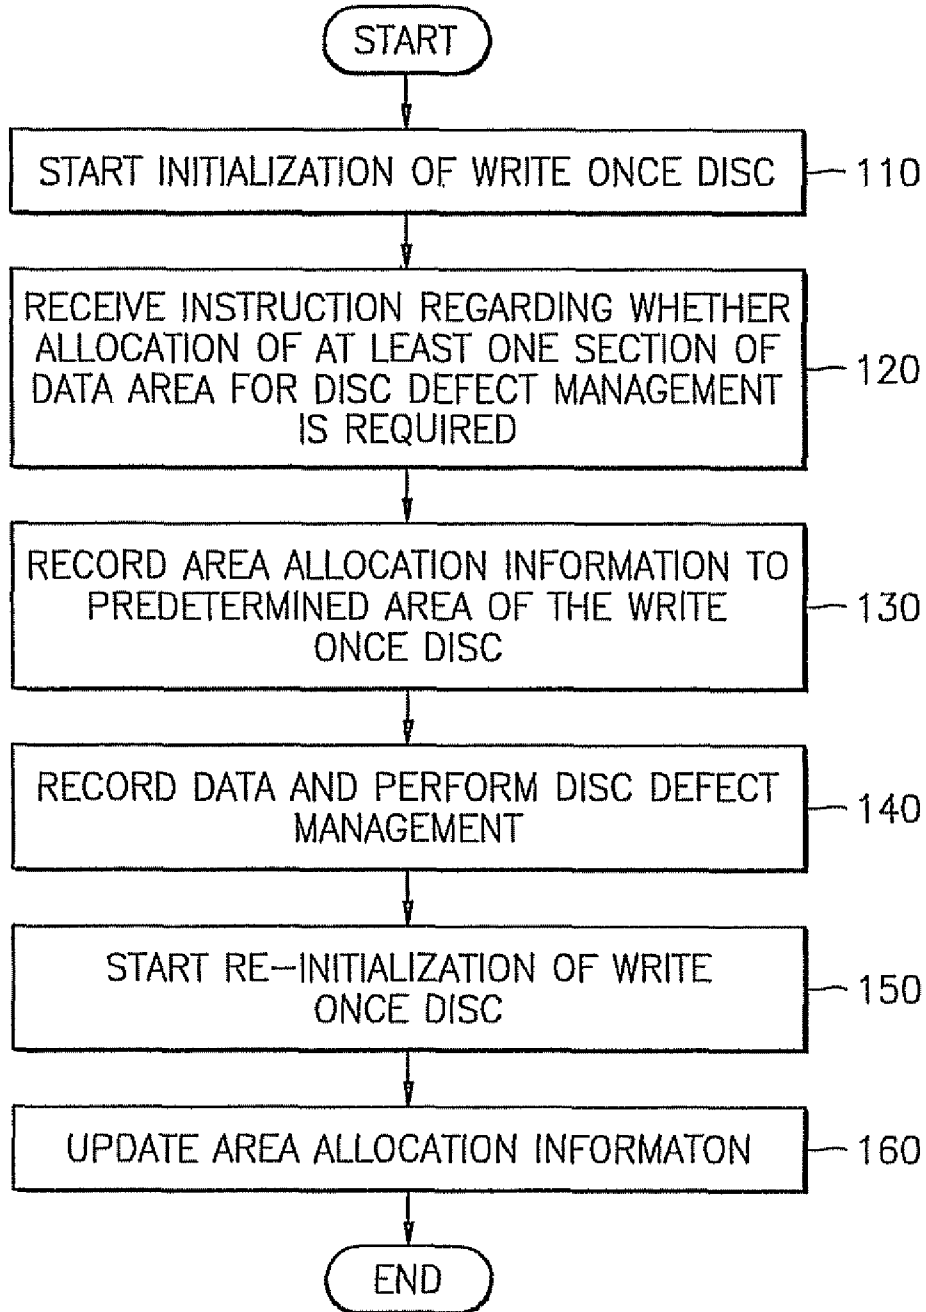 START
START INITIALIZATION OF WRITE ONCE DISC
110
RECEIVE INSTRUCTION REGARDING WHETHER
ALLOCATION OF AT LEAST ONE SECTION OF
DATA AREA FOR DISC DEFECT MANAGEMENT
IS REQUIRED
120
RECORD AREA ALLOCATION INFORMATION TO
PREDETERMINED AREA OF THE WRITE
ONCE DISC
130
RECORD DATA AND PERFORM DISC DEFECT
MANAGEMENT
140
START RE-INITIALIZATION OF WRITE
ONCE DISC
150
UPDATE AREA ALLOCATION INFORMATON
160
END